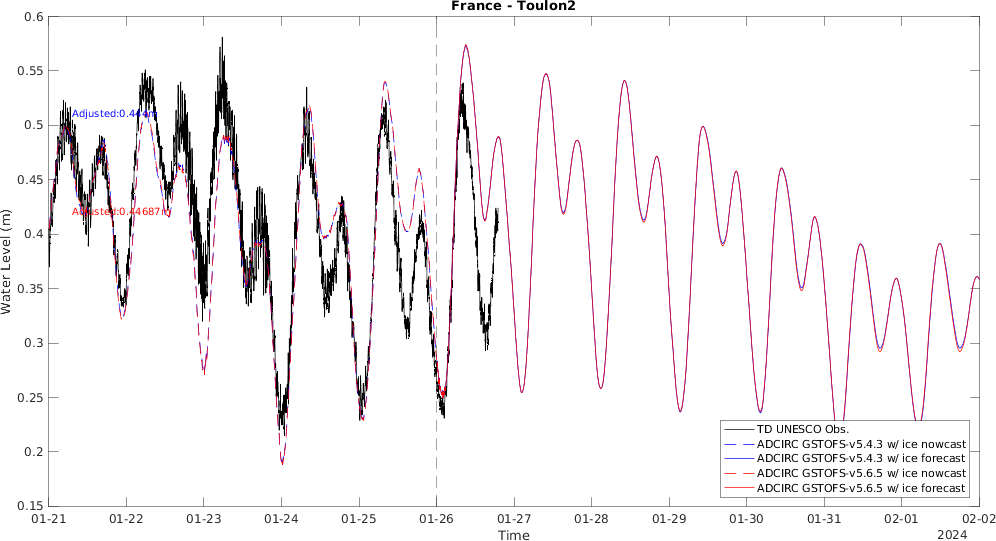 France - Toulon2
0.6
0.55
0.5
0.45
0.4
0.35
0.3
0.25
0.2
0.15
Water Level (m)
Adjusted:0.444m
Adjusted:0.44687m
TD UNESCO Obs.
ADCIRC GSTOFS-v5.4.3 w/ ice nowcast
ADCIRC GSTOFS-v5.4.3 w/ ice forecast
ADCIRC GSTOFS-v5.6.5 w/ ice nowcast
ADCIRC GSTOFS-v5.6.5 w/ ice forecast
01-21 01-22 01-23 01-24 01-25 01-26 01-27 01-28 01-29 01-30 01-31 02-01 02-02
Time
2024